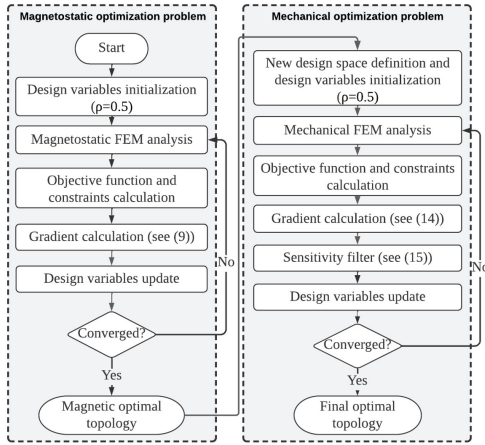 Magnetostatic optimization problem
Start
Design variables initialization
(ρ=0.5)
Magnetostatic FEM analysis
Objective function and
constraints calculation
Gradient calculation (see (9))
No
Design variables update
Converged?
Yes
Magnetic optimal
topology
Mechanical optimization problem
New design space definition and
design variables initialization
(ρ=0.5)
Mechanical FEM analysis
Objective function and constraints
calculation
Gradient calculation (see (14))
Sensitivity filter (see (15))
No
Design variables update
Converged?
Yes
Final optimal
topology